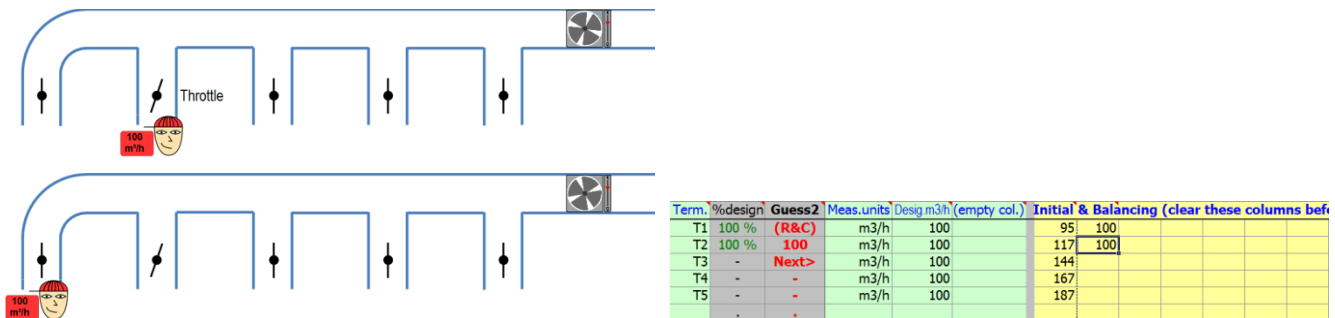 Throttle
100
m³/h
100
m³/h
Term. %design Guess2 Meas.units Desig.m3/h (empty col.) Initial & Balancing (clear these columns befo
T1 100 % (R&C) m3/h 100 95 100
T2 100 % 100 m3/h 100 117 100
T3 - Next> m3/h 100 144
T4 - - m3/h 100 167
T5 - - m3/h 100 187
. .